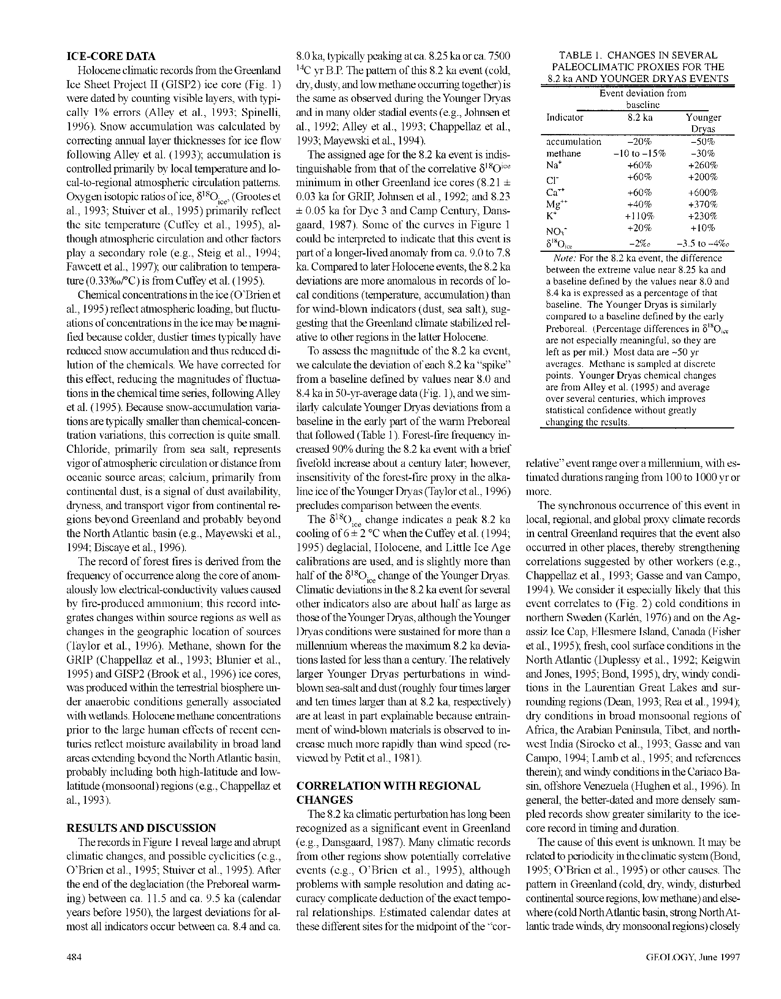 ICE-CORE DATA
Holocene climatic records from the Greenland
Ice Sheet Project II (GISP2) ice core (Fig. 1)
were dated by counting visible layers, with typi-
cally 1% errors (Alley et al., 1993; Spinelli,
1996). Snow accumulation was calculated by
correcting annual layer thicknesses for ice flow
following Alley et al. (1993); accumulation is
controlled primarily by local temperature and lo-
cal-to-regional atmospheric circulation patterns.
Oxygen isotopic ratios of ice, δ¹⁸O_ice, (Grootes et
al., 1993; Stuiver et al., 1995) primarily reflect
the site temperature (Cuffey et al., 1995), al-
though atmospheric circulation and other factors
play a secondary role (e.g., Steig et al., 1994;
Fawcett et al., 1997); our calibration to tempera-
ture (0.33‰/°C) is from Cuffey et al. (1995).
Chemical concentrations in the ice (O'Brien et
al., 1995) reflect atmospheric loading, but fluctu-
ations of concentrations in the ice may be magni-
fied because colder, dustier times typically have
reduced snow accumulation and thus reduced di-
lution of the chemicals. We have corrected for
this effect, reducing the magnitudes of fluctua-
tions in the chemical time series, following Alley
et al. (1995). Because snow-accumulation varia-
tions are typically smaller than chemical-concen-
tration variations, this correction is quite small.
Chloride, primarily from sea salt, represents
vigor of atmospheric circulation or distance from
oceanic source areas; calcium, primarily from
continental dust, is a signal of dust availability,
dryness, and transport vigor from continental re-
gions beyond Greenland and probably beyond
the North Atlantic basin (e.g., Mayewski et al.,
1994; Biscaye et al., 1996).
The record of forest fires is derived from the
frequency of occurrence along the core of anom-
alously low electrical-conductivity values caused
by fire-produced ammonium; this record inte-
grates changes within source regions as well as
changes in the geographic location of sources
(Taylor et al., 1996). Methane, shown for the
GRIP (Chappellaz et al., 1993; Blunier et al.,
1995) and GISP2 (Brook et al., 1996) ice cores,
was produced within the terrestrial biosphere un-
der anaerobic conditions generally associated
with wetlands. Holocene methane concentrations
prior to the large human effects of recent cen-
turies reflect moisture availability in broad land
areas extending beyond the North Atlantic basin,
probably including both high-latitude and low-
latitude (monsoonal) regions (e.g., Chappellaz et
al., 1993).
RESULTS AND DISCUSSION
The records in Figure 1 reveal large and abrupt
climatic changes, and possible cyclicities (e.g.,
O'Brien et al., 1995; Stuiver et al., 1995). After
the end of the deglaciation (the Preboreal warm-
ing) between ca. 11.5 and ca. 9.5 ka (calendar
years before 1950), the largest deviations for al-
most all indicators occur between ca. 8.4 and ca.
8.0 ka, typically peaking at ca. 8.25 ka or ca. 7500
¹⁴C yr B.P. The pattern of this 8.2 ka event (cold,
dry, dusty, and low methane occurring together) is
the same as observed during the Younger Dryas
and in many older stadial events (e.g., Johnsen et
al., 1992; Alley et al., 1993; Chappellaz et al.,
1993; Mayewski et al., 1994).
The assigned age for the 8.2 ka event is indis-
tinguishable from that of the correlative δ¹⁸O^ice
minimum in other Greenland ice cores (8.21 ±
0.03 ka for GRIP, Johnsen et al., 1992; and 8.23
± 0.05 ka for Dye 3 and Camp Century, Dans-
gaard, 1987). Some of the curves in Figure 1
could be interpreted to indicate that this event is
part of a longer-lived anomaly from ca. 9.0 to 7.8
ka. Compared to later Holocene events, the 8.2 ka
deviations are more anomalous in records of lo-
cal conditions (temperature, accumulation) than
for wind-blown indicators (dust, sea salt), sug-
gesting that the Greenland climate stabilized rel-
ative to other regions in the latter Holocene.
To assess the magnitude of the 8.2 ka event,
we calculate the deviation of each 8.2 ka “spike”
from a baseline defined by values near 8.0 and
8.4 ka in 50-yr-average data (Fig. 1), and we sim-
ilarly calculate Younger Dryas deviations from a
baseline in the early part of the warm Preboreal
that followed (Table 1). Forest-fire frequency in-
creased 90% during the 8.2 ka event with a brief
fivefold increase about a century later; however,
insensitivity of the forest-fire proxy in the alka-
line ice of the Younger Dryas (Taylor et al., 1996)
precludes comparison between the events.
The δ¹⁸O_ice change indicates a peak 8.2 ka
cooling of 6 ± 2 °C when the Cuffey et al. (1994;
1995) deglacial, Holocene, and Little Ice Age
calibrations are used, and is slightly more than
half of the δ¹⁸O_ice change of the Younger Dryas.
Climatic deviations in the 8.2 ka event for several
other indicators also are about half as large as
those of the Younger Dryas, although the Younger
Dryas conditions were sustained for more than a
millennium whereas the maximum 8.2 ka devia-
tions lasted for less than a century. The relatively
larger Younger Dryas perturbations in wind-
blown sea-salt and dust (roughly four times larger
and ten times larger than at 8.2 ka, respectively)
are at least in part explainable because entrain-
ment of wind-blown materials is observed to in-
crease much more rapidly than wind speed (re-
viewed by Petit et al., 1981).
CORRELATION WITH REGIONAL
CHANGES
The 8.2 ka climatic perturbation has long been
recognized as a significant event in Greenland
(e.g., Dansgaard, 1987). Many climatic records
from other regions show potentially correlative
events (e.g., O'Brien et al., 1995), although
problems with sample resolution and dating ac-
curacy complicate deduction of the exact tempo-
ral relationships. Estimated calendar dates at
these different sites for the midpoint of the “cor-
TABLE 1. CHANGES IN SEVERAL
PALEOCLIMATIC PROXIES FOR THE
8.2 ka AND YOUNGER DRYAS EVENTS
Event deviation from
baseline
Indicator 8.2 ka Younger
Dryas
accumulation –20% –50%
methane –10 to –15% –30%
Na⁺ +60% +260%
Cl⁻ +60% +200%
Ca⁺⁺ +60% +600%
Mg⁺⁺ +40% +370%
K⁺ +110% +230%
NO₃⁻ +20% +10%
δ¹⁸O_ice –2‰ –3.5 to –4‰
Note: For the 8.2 ka event, the difference
between the extreme value near 8.25 ka and
a baseline defined by the values near 8.0 and
8.4 ka is expressed as a percentage of that
baseline. The Younger Dryas is similarly
compared to a baseline defined by the early
Preboreal. (Percentage differences in δ¹⁸O_ice
are not especially meaningful, so they are
left as per mil.) Most data are ~50 yr
averages. Methane is sampled at discrete
points. Younger Dryas chemical changes
are from Alley et al. (1995) and average
over several centuries, which improves
statistical confidence without greatly
changing the results.
relative” event range over a millennium, with es-
timated durations ranging from 100 to 1000 yr or
more.
The synchronous occurrence of this event in
local, regional, and global proxy climate records
in central Greenland requires that the event also
occurred in other places, thereby strengthening
correlations suggested by other workers (e.g.,
Chappellaz et al., 1993; Gasse and van Campo,
1994). We consider it especially likely that this
event correlates to (Fig. 2) cold conditions in
northern Sweden (Karlén, 1976) and on the Ag-
assiz Ice Cap, Ellesmere Island, Canada (Fisher
et al., 1995); fresh, cool surface conditions in the
North Atlantic (Duplessy et al., 1992; Keigwin
and Jones, 1995; Bond, 1995), dry, windy condi-
tions in the Laurentian Great Lakes and sur-
rounding regions (Dean, 1993; Rea et al., 1994);
dry conditions in broad monsoonal regions of
Africa, the Arabian Peninsula, Tibet, and north-
west India (Sirocko et al., 1993; Gasse and van
Campo, 1994; Lamb et al., 1995; and references
therein); and windy conditions in the Cariaco Ba-
sin, offshore Venezuela (Hughen et al., 1996). In
general, the better-dated and more densely sam-
pled records show greater similarity to the ice-
core record in timing and duration.
The cause of this event is unknown. It may be
related to periodicity in the climatic system (Bond,
1995; O'Brien et al., 1995) or other causes. The
pattern in Greenland (cold, dry, windy, disturbed
continental source regions, low methane) and else-
where (cold North Atlantic basin, strong North At-
lantic trade winds, dry monsoonal regions) closely
484
GEOLOGY, June 1997